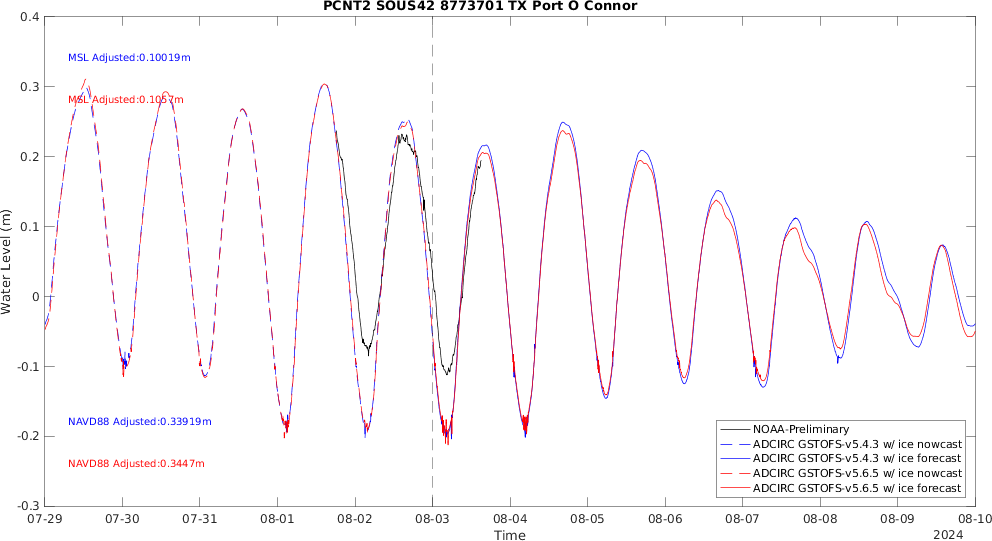 PCNT2 SOUS42 8773701 TX Port O Connor
0.4
MSL Adjusted:0.10019m
0.3
MSL Adjusted:0.1057m
0.2
0.1
Water Level (m)
0
-0.1
-0.2
NAVD88 Adjusted:0.33919m
NAVD88 Adjusted:0.3447m
-0.3
NOAA-Preliminary
ADCIRC GSTOFS-v5.4.3 w/ ice nowcast
ADCIRC GSTOFS-v5.4.3 w/ ice forecast
ADCIRC GSTOFS-v5.6.5 w/ ice nowcast
ADCIRC GSTOFS-v5.6.5 w/ ice forecast
07-29 07-30 07-31 08-01 08-02 08-03 08-04 08-05 08-06 08-07 08-08 08-09 08-10
Time
2024